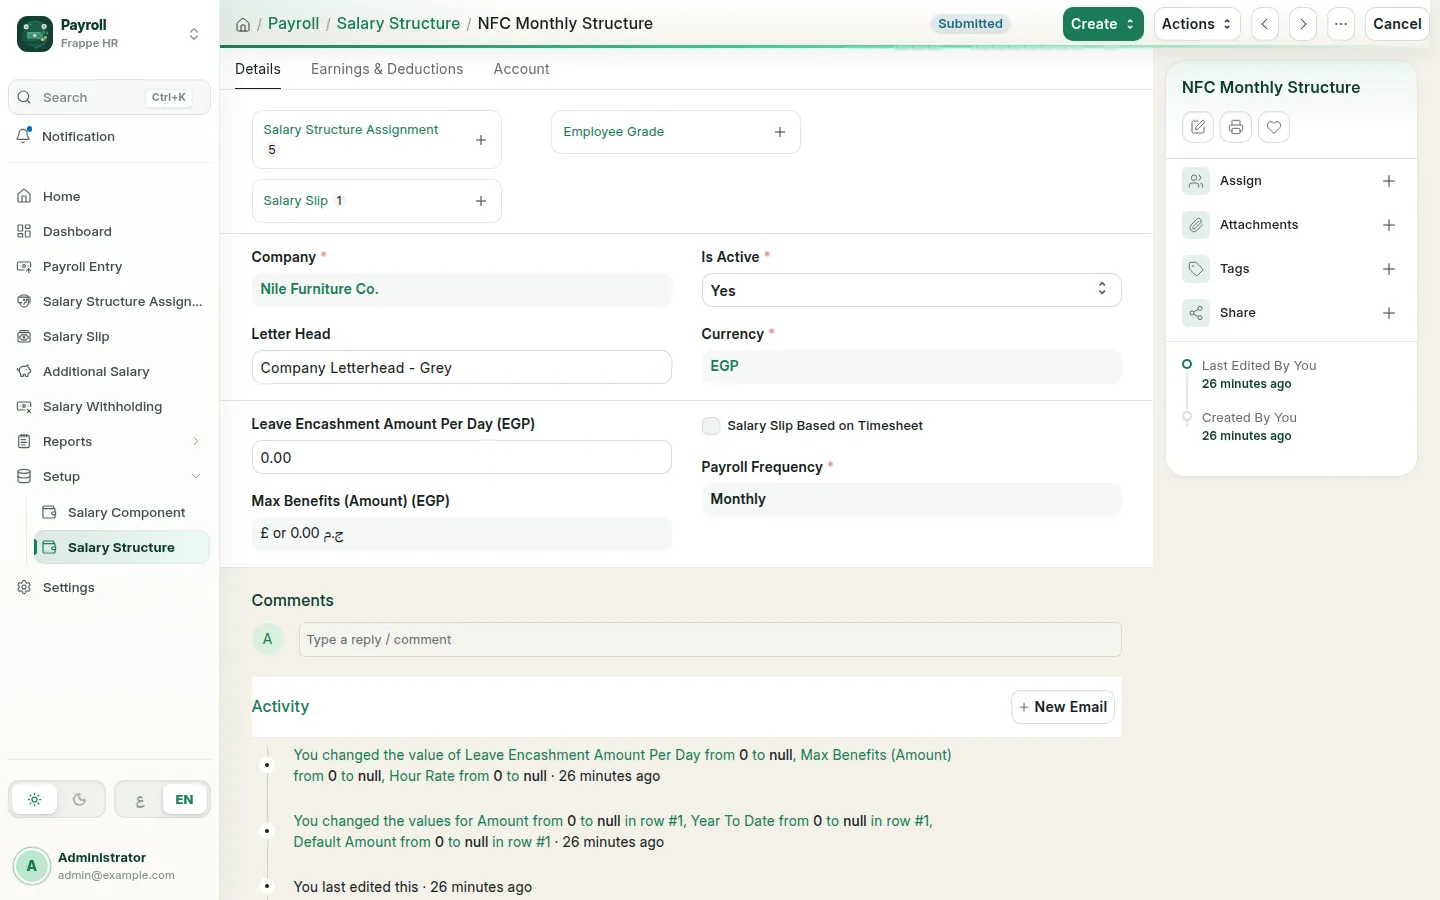 Payroll
Frappe HR
Search
Ctrl+K
Notification
Home
Dashboard
Payroll Entry
Salary Structure Assign...
Salary Slip
Additional Salary
Salary Withholding
Reports
Setup
Salary Component
Salary Structure
Settings
ع
EN
A
Administrator
admin@example.com
/ Payroll / Salary Structure / NFC Monthly Structure
Submitted
Create
Actions
Cancel
Details
Earnings & Deductions
Account
Salary Structure Assignment
5
Employee Grade
Salary Slip 1
Company *
Nile Furniture Co.
Is Active *
Yes
Letter Head
Company Letterhead - Grey
Currency *
EGP
Leave Encashment Amount Per Day (EGP)
0.00
Salary Slip Based on Timesheet
Payroll Frequency *
Monthly
Max Benefits (Amount) (EGP)
£ or 0.00 ج.م
Comments
A
Type a reply / comment
Activity
+ New Email
You changed the value of Leave Encashment Amount Per Day from 0 to null, Max Benefits (Amount)
from 0 to null, Hour Rate from 0 to null · 26 minutes ago
You changed the values for Amount from 0 to null in row #1, Year To Date from 0 to null in row #1,
Default Amount from 0 to null in row #1 · 26 minutes ago
You last edited this · 26 minutes ago
NFC Monthly Structure
Assign
Attachments
Tags
Share
Last Edited By You
26 minutes ago
Created By You
26 minutes ago